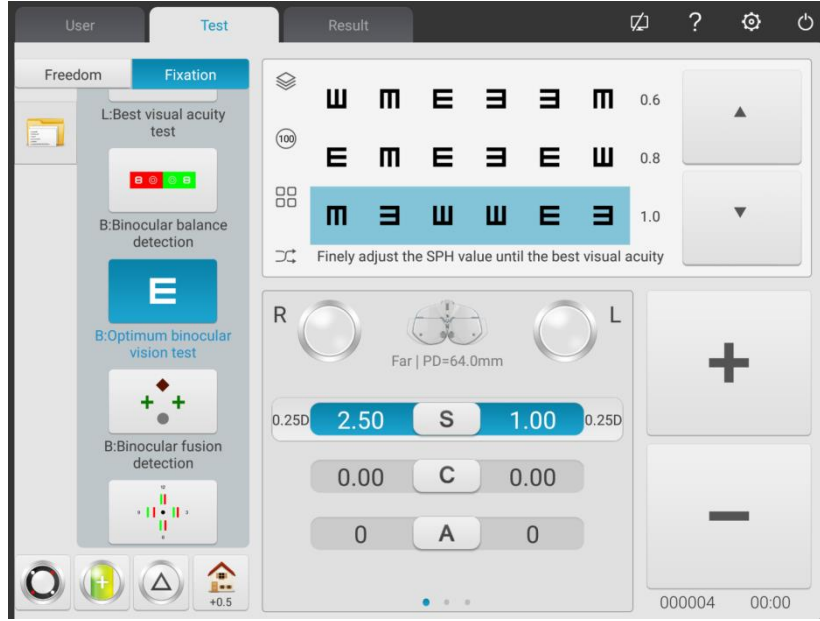 User
Test
Result
?
Freedom
Fixation
L:Best visual acuity
test
B:Binocular balance
detection
E
B:Optimum binocular
vision test
B:Binocular fusion
detection
+0.5
100
0.6
0.8
1.0
Finely adjust the SPH value until the best visual acuity
R
L
Far | PD=64.0mm
0.25D 2.50 S 1.00 0.25D
0.00 C 0.00
0 A 0
+
−
000004 00:00